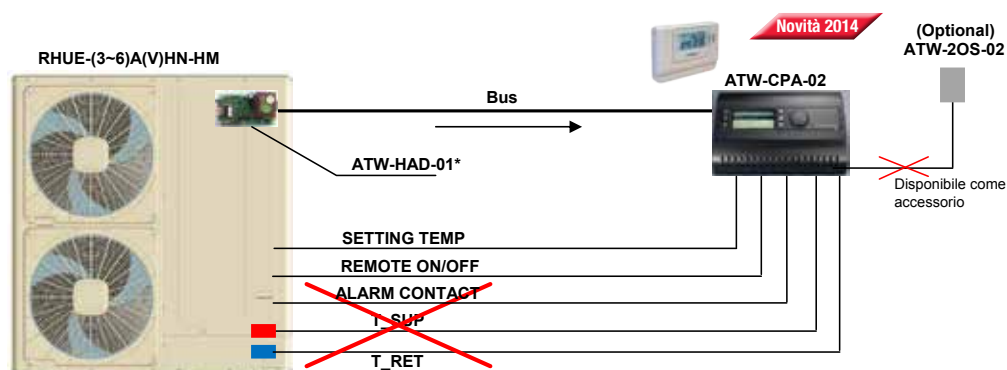 Novità 2014
(Optional)
ATW-2OS-02
RHUE-(3~6)A(V)HN-HM
ATW-CPA-02
Bus
ATW-HAD-01*
Disponibile come
accessorio
SETTING TEMP
REMOTE ON/OFF
ALARM CONTACT
T_SUP
T_RET